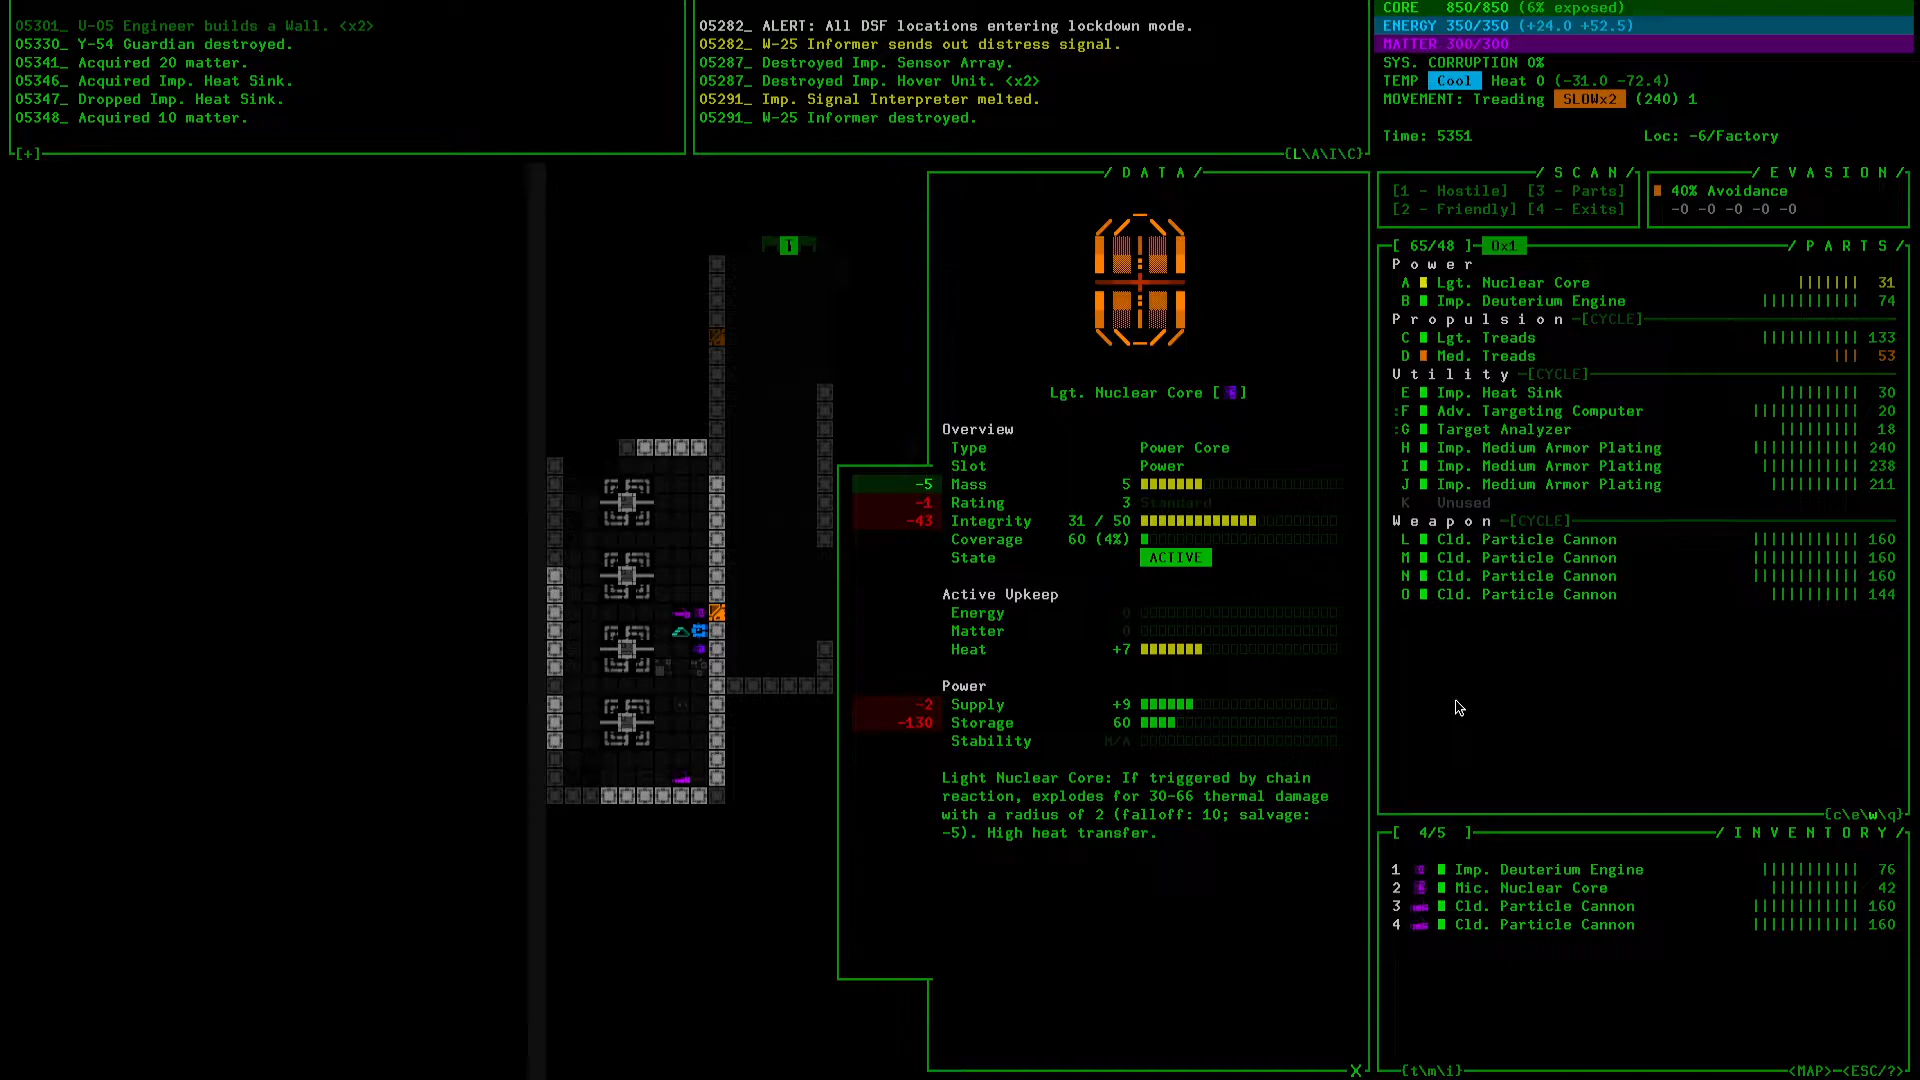 05301_ V-05 Engineer builds a Wall. <x2>
05330_ Y-54 Guardian destroyed.
05341_ Acquired 20 matter.
05346_ Acquired Imp. Heat Sink.
05347_ Dropped Imp. Heat Sink.
05348_ Acquired 10 matter.
[+]
05282_ ALERT: All DSF locations entering lockdown mode.
05282_ W-25 Informer sends out distress signal.
05287_ Destroyed Imp. Sensor Array.
05287_ Destroyed Imp. Hover Unit. <x2>
05291_ Imp. Signal Interpreter melted.
05291_ W-25 Informer destroyed.
{L\A\I\C}
CORE 850/850 (6% exposed)
ENERGY 350/350 (+24.0 +52.5)
MATTER 300/300
SYS. CORRUPTION 0%
TEMP Cool Heat 0 (-31.0 -72.4)
MOVEMENT: Treading SLOWx2 (240) 1
Time: 5351 Loc: -6/Factory
/ S C A N /
[1 - Hostile] [3 - Parts]
[2 - Friendly] [4 - Exits]
/ E V A S I O N /
40% Avoidance
-0 -0 -0 -0 -0
T
/ D A T A /
Lgt. Nuclear Core [ ]
Overview
Type Power Core
Slot Power
-5 Mass 5
-1 Rating 3 Standard
-43 Integrity 31 / 50
Coverage 60 (4%)
State ACTIVE
Active Upkeep
Energy 0
Matter 0
Heat +7
Power
-2 Supply +9
-130 Storage 60
Stability N/A
Light Nuclear Core: If triggered by chain
reaction, explodes for 30-66 thermal damage
with a radius of 2 (falloff: 10; salvage:
-5). High heat transfer.
X
[ 65/48 ] 0x1 / P A R T S /
P o w e r
A Lgt. Nuclear Core 31
B Imp. Deuterium Engine 74
P r o p u l s i o n [CYCLE]
C Lgt. Treads 133
D Med. Treads 53
U t i l i t y [CYCLE]
E Imp. Heat Sink 30
:F Adv. Targeting Computer 20
:G Target Analyzer 18
H Imp. Medium Armor Plating 240
I Imp. Medium Armor Plating 238
J Imp. Medium Armor Plating 211
K Unused
W e a p o n [CYCLE]
L Cld. Particle Cannon 160
M Cld. Particle Cannon 160
N Cld. Particle Cannon 160
O Cld. Particle Cannon 144
{c\e\w\q}
[ 4/5 ] / I N V E N T O R Y /
1 Imp. Deuterium Engine 76
2 Mic. Nuclear Core 42
3 Cld. Particle Cannon 160
4 Cld. Particle Cannon 160
{t\m\i} <MAP> <ESC/?>